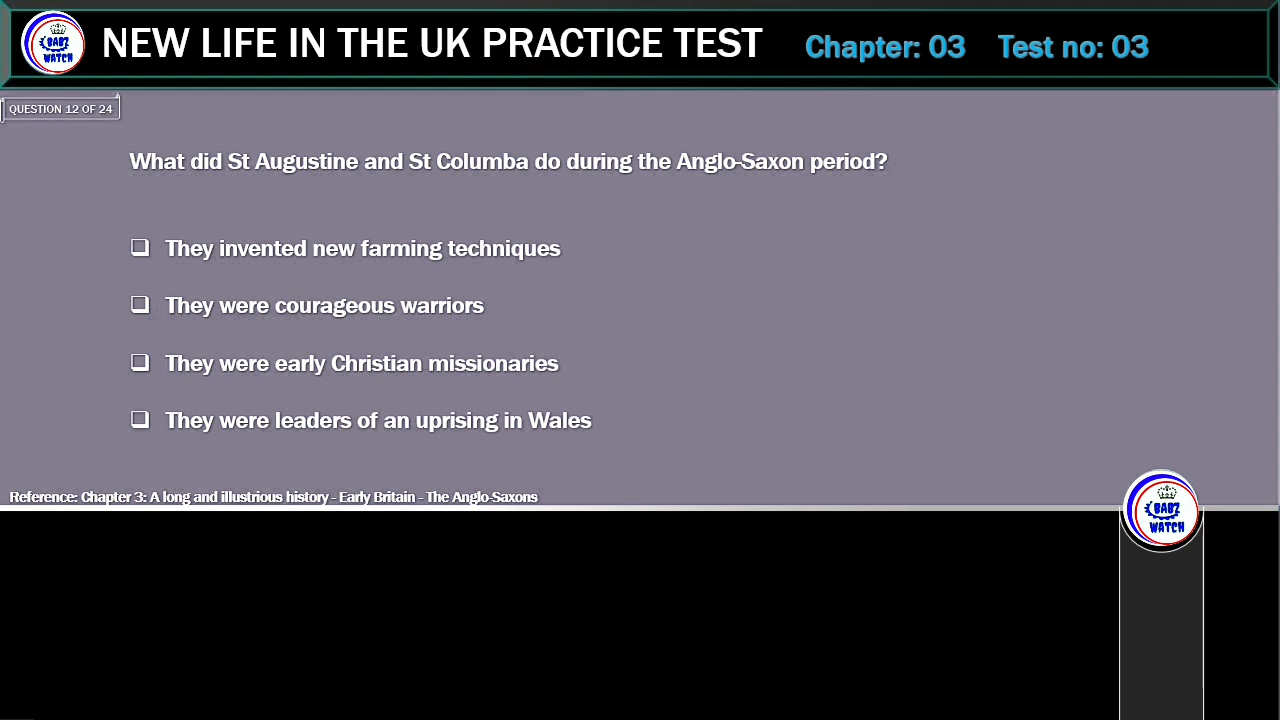 BABZ
WATCH
NEW LIFE IN THE UK PRACTICE TEST
Chapter: 03
Test no: 03
QUESTION 12 OF 24
What did St Augustine and St Columba do during the Anglo-Saxon period?
They invented new farming techniques
They were courageous warriors
They were early Christian missionaries
They were leaders of an uprising in Wales
Reference: Chapter 3: A long and illustrious history - Early Britain - The Anglo-Saxons
BABZ
WATCH